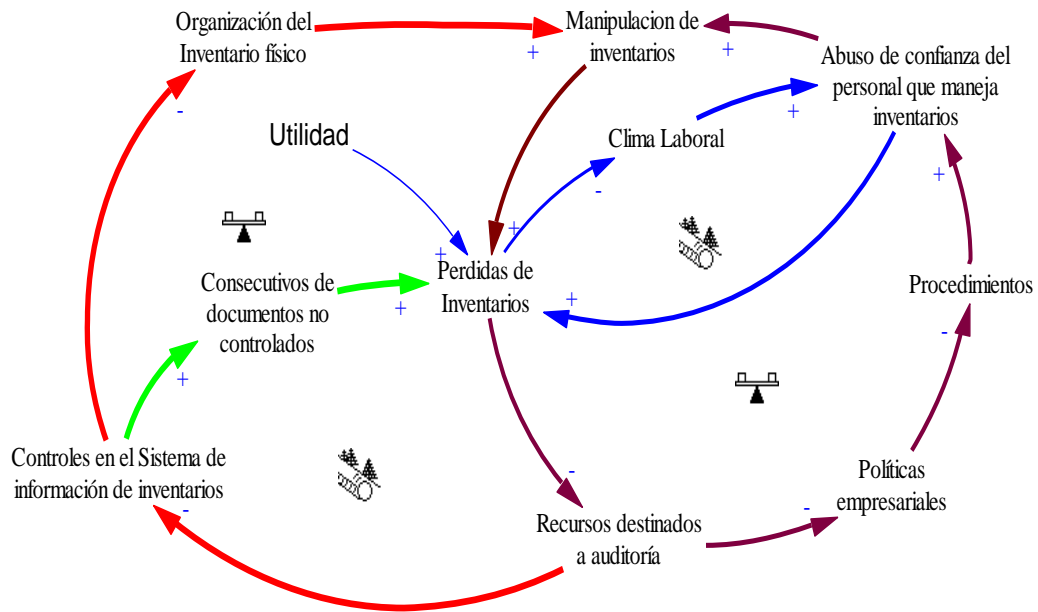 Organización del
Inventario físico
Manipulacion de
inventarios
Abuso de confianza del
personal que maneja
inventarios
Utilidad
Clima Laboral
Consecutivos de
documentos no
controlados
Perdidas de
Inventarios
Procedimientos
Controles en el Sistema de
información de inventarios
Políticas
empresariales
Recursos destinados
a auditoría
+
+
-
+
-
+
+
+
+
+
+
-
-
-
-